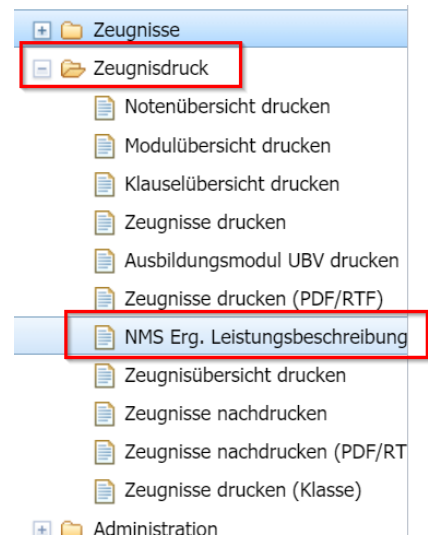 Zeugnisse
Zeugnisdruck
Notenübersicht drucken
Modulübersicht drucken
Klauselübersicht drucken
Zeugnisse drucken
Ausbildungsmodul UBV drucken
Zeugnisse drucken (PDF/RTF)
NMS Erg. Leistungsbeschreibung
Zeugnisübersicht drucken
Zeugnisse nachdrucken
Zeugnisse nachdrucken (PDF/RT
Zeugnisse drucken (Klasse)
Administration